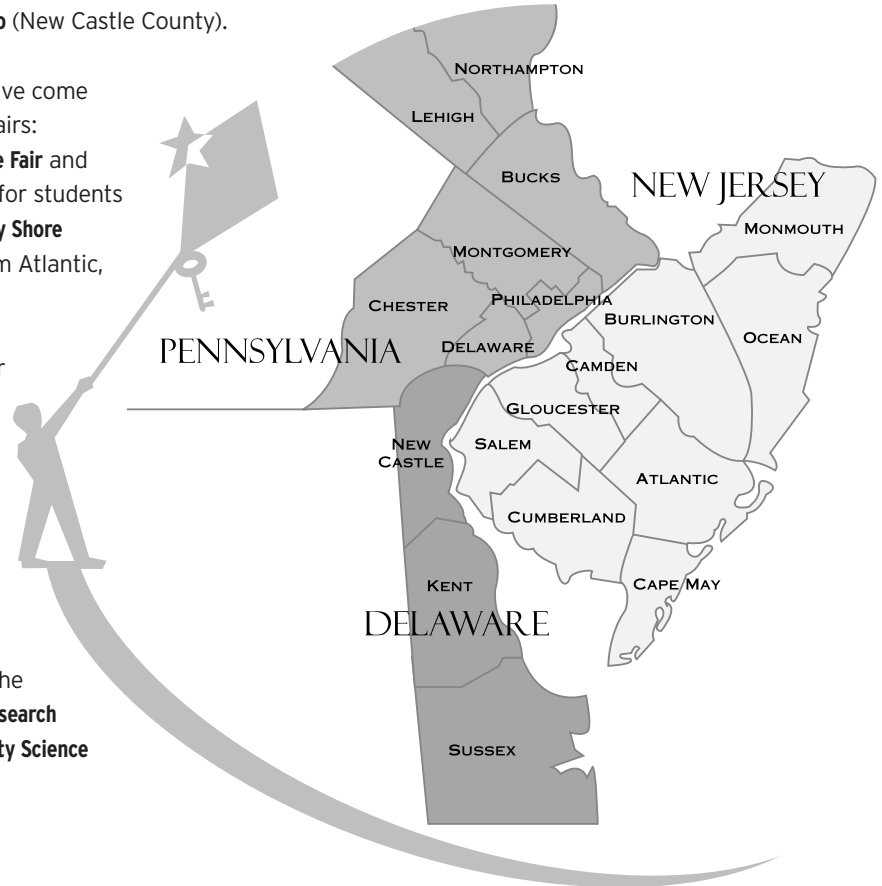 o (New Castle County).
ve come
airs:
e Fair and
for students
y Shore
m Atlantic,
r
he
search
ty Science
NORTHAMPTON
LEHIGH
BUCKS
NEW JERSEY
MONMOUTH
MONTGOMERY
PHILADELPHIA
CHESTER
BURLINGTON
OCEAN
PENNSYLVANIA
DELAWARE
CAMDEN
GLOUCESTER
NEW
CASTLE
SALEM
ATLANTIC
CUMBERLAND
KENT
CAPE MAY
DELAWARE
SUSSEX